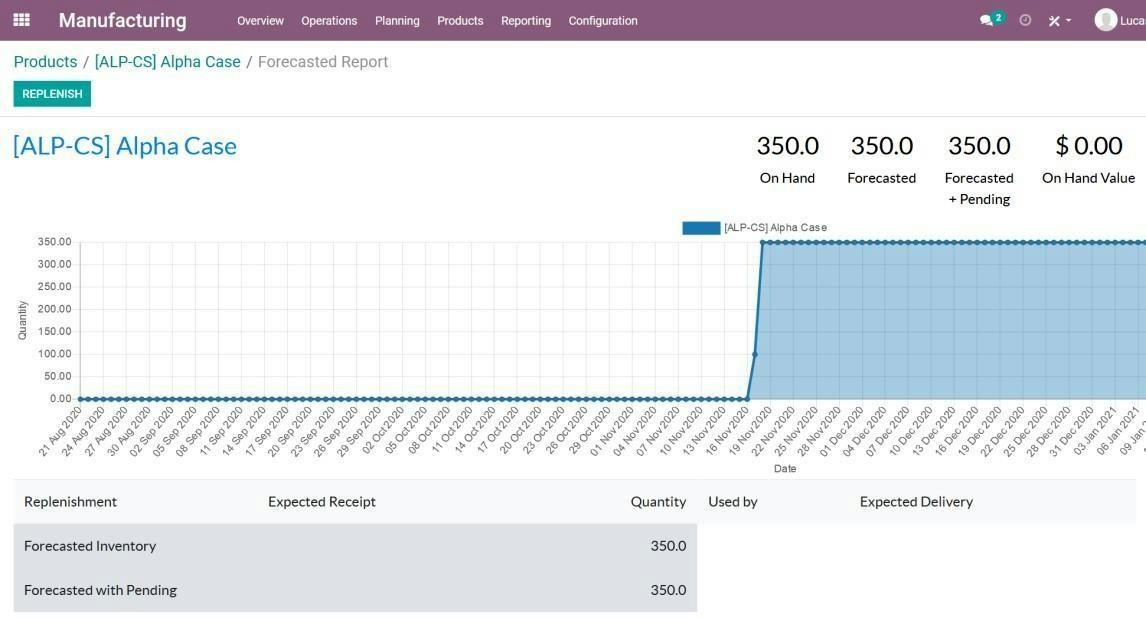 Manufacturing Overview Operations Planning Products Reporting Configuration 2 Luca
Products / [ALP-CS] Alpha Case / Forecasted Report
REPLENISH
[ALP-CS] Alpha Case
350.0 350.0 350.0 $ 0.00
On Hand Forecasted Forecasted On Hand Value
+ Pending
[ALP-CS] Alpha Case
350.00
300.00
250.00
200.00
150.00
100.00
50.00
0.00
Quantity
21 Aug 2020
24 Aug 2020
27 Aug 2020
30 Aug 2020
02 Sep 2020
05 Sep 2020
08 Sep 2020
11 Sep 2020
14 Sep 2020
17 Sep 2020
20 Sep 2020
23 Sep 2020
26 Sep 2020
29 Sep 2020
02 Oct 2020
05 Oct 2020
08 Oct 2020
11 Oct 2020
14 Oct 2020
17 Oct 2020
20 Oct 2020
23 Oct 2020
26 Oct 2020
29 Oct 2020
01 Nov 2020
04 Nov 2020
07 Nov 2020
10 Nov 2020
13 Nov 2020
16 Nov 2020
19 Nov 2020
22 Nov 2020
25 Nov 2020
28 Nov 2020
01 Dec 2020
04 Dec 2020
07 Dec 2020
10 Dec 2020
13 Dec 2020
16 Dec 2020
19 Dec 2020
22 Dec 2020
25 Dec 2020
28 Dec 2020
31 Dec 2020
03 Jan 2021
06 Jan 2021
09 Jan
Date
Replenishment Expected Receipt Quantity Used by Expected Delivery
Forecasted Inventory 350.0
Forecasted with Pending 350.0